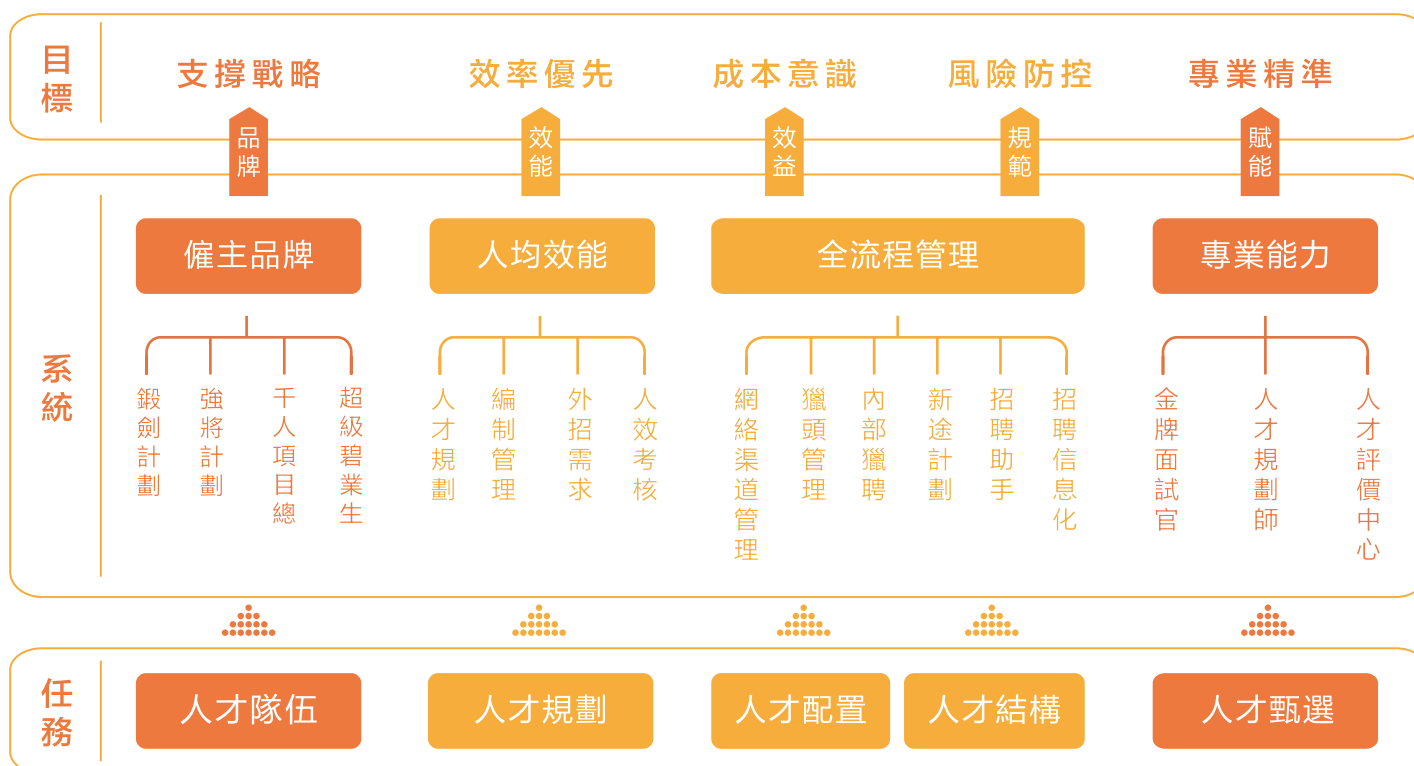 目標
支撐戰略
效率優先
成本意識
風險防控
專業精準
品牌
效能
效益
規範
賦能
系統
僱主品牌
人均效能
全流程管理
專業能力
鍛劍計劃
強將計劃
千人項目總
超級碧業生
人才規劃
編制管理
外招需求
人效考核
網絡渠道管理
獵頭管理
內部獵聘
新途計劃
招聘助手
招聘信息化
金牌面試官
人才規劃師
人才評價中心
任務
人才隊伍
人才規劃
人才配置
人才結構
人才甄選